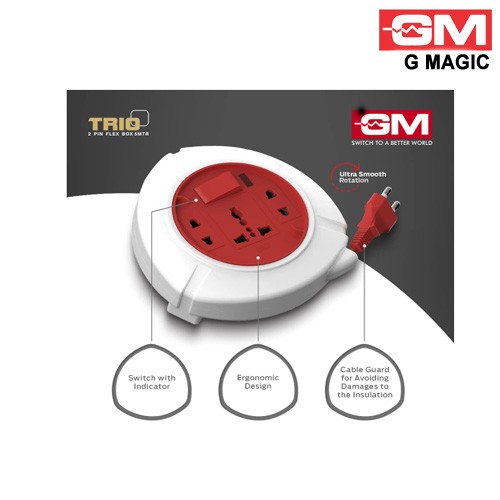 GM
G MAGIC
TRIO
2 PIN FLEX BOX 5MTR
GM
SWITCH TO A BETTER WORLD
Ultra Smooth
Rotation
Switch with
Indicator
Ergonomic
Design
Cable Guard
for Avoiding
Damages to
the Insulation